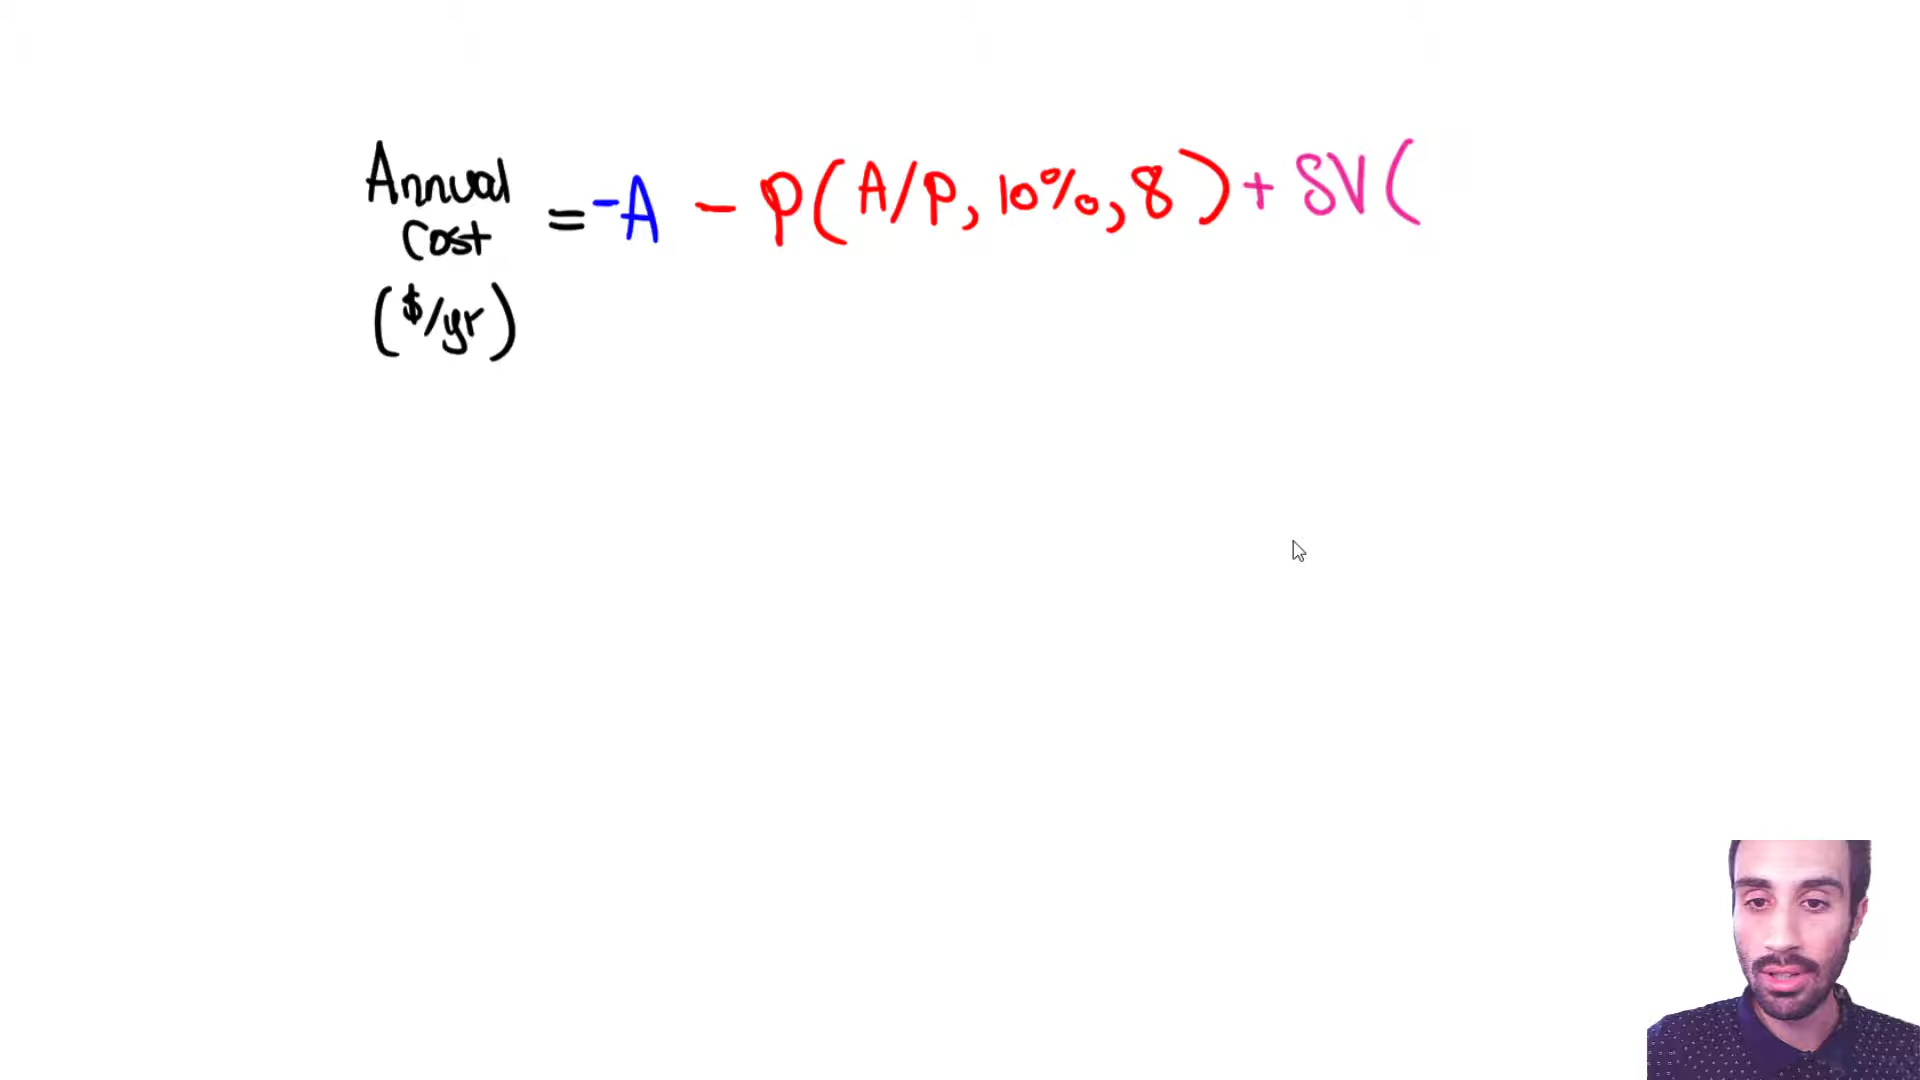 Annual
Cost
($/yr)
= -A - P(A/P, 10%, 8) + SV(